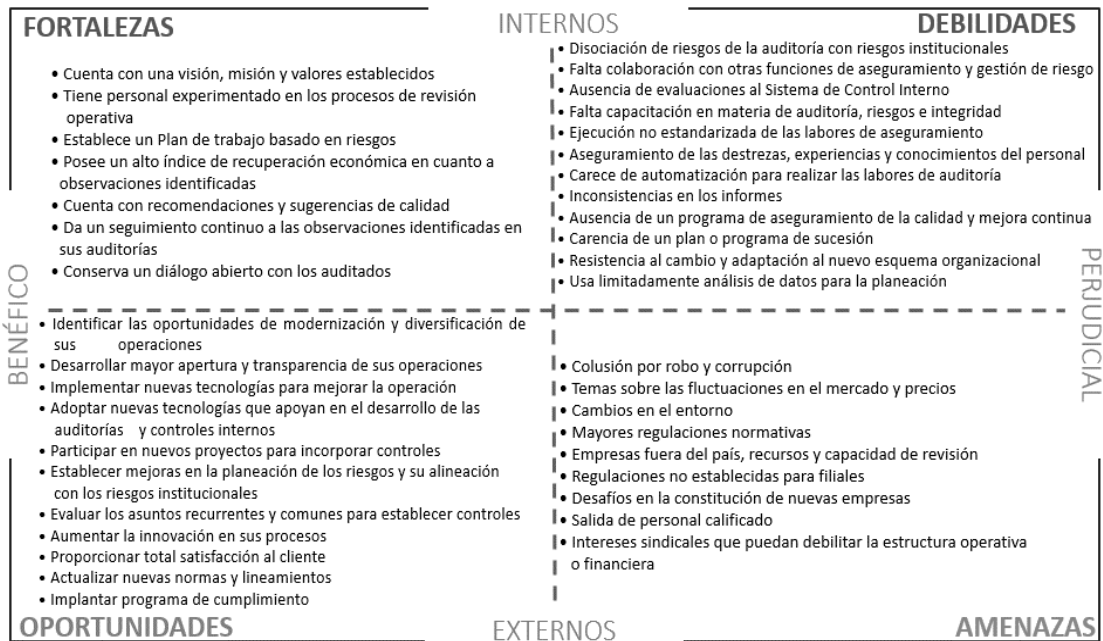 FORTALEZAS
INTERNOS
DEBILIDADES
• Cuenta con una visión, misión y valores establecidos
• Tiene personal experimentado en los procesos de revisión
operativa
• Establece un Plan de trabajo basado en riesgos
• Posee un alto índice de recuperación económica en cuanto a
observaciones identificadas
• Cuenta con recomendaciones y sugerencias de calidad
• Da un seguimiento continuo a las observaciones identificadas en
sus auditorías
• Conserva un diálogo abierto con los auditados
• Disociación de riesgos de la auditoría con riesgos institucionales
• Falta colaboración con otras funciones de aseguramiento y gestión de riesgo
• Ausencia de evaluaciones al Sistema de Control Interno
• Falta capacitación en materia de auditoría, riesgos e integridad
• Ejecución no estandarizada de las labores de aseguramiento
• Aseguramiento de las destrezas, experiencias y conocimientos del personal
• Carece de automatización para realizar las labores de auditoría
• Inconsistencias en los informes
• Ausencia de un programa de aseguramiento de la calidad y mejora continua
• Carencia de un plan o programa de sucesión
• Resistencia al cambio y adaptación al nuevo esquema organizacional
• Usa limitadamente análisis de datos para la planeación
BENÉFICO
PERJUDICIAL
• Identificar las oportunidades de modernización y diversificación de
sus operaciones
• Desarrollar mayor apertura y transparencia de sus operaciones
• Implementar nuevas tecnologías para mejorar la operación
• Adoptar nuevas tecnologías que apoyan en el desarrollo de las
auditorías y controles internos
• Participar en nuevos proyectos para incorporar controles
• Establecer mejoras en la planeación de los riesgos y su alineación
con los riesgos institucionales
• Evaluar los asuntos recurrentes y comunes para establecer controles
• Aumentar la innovación en sus procesos
• Proporcionar total satisfacción al cliente
• Actualizar nuevas normas y lineamientos
• Implantar programa de cumplimiento
• Colusión por robo y corrupción
• Temas sobre las fluctuaciones en el mercado y precios
• Cambios en el entorno
• Mayores regulaciones normativas
• Empresas fuera del país, recursos y capacidad de revisión
• Regulaciones no establecidas para filiales
• Desafíos en la constitución de nuevas empresas
• Salida de personal calificado
• Intereses sindicales que puedan debilitar la estructura operativa
o financiera
OPORTUNIDADES
EXTERNOS
AMENAZAS